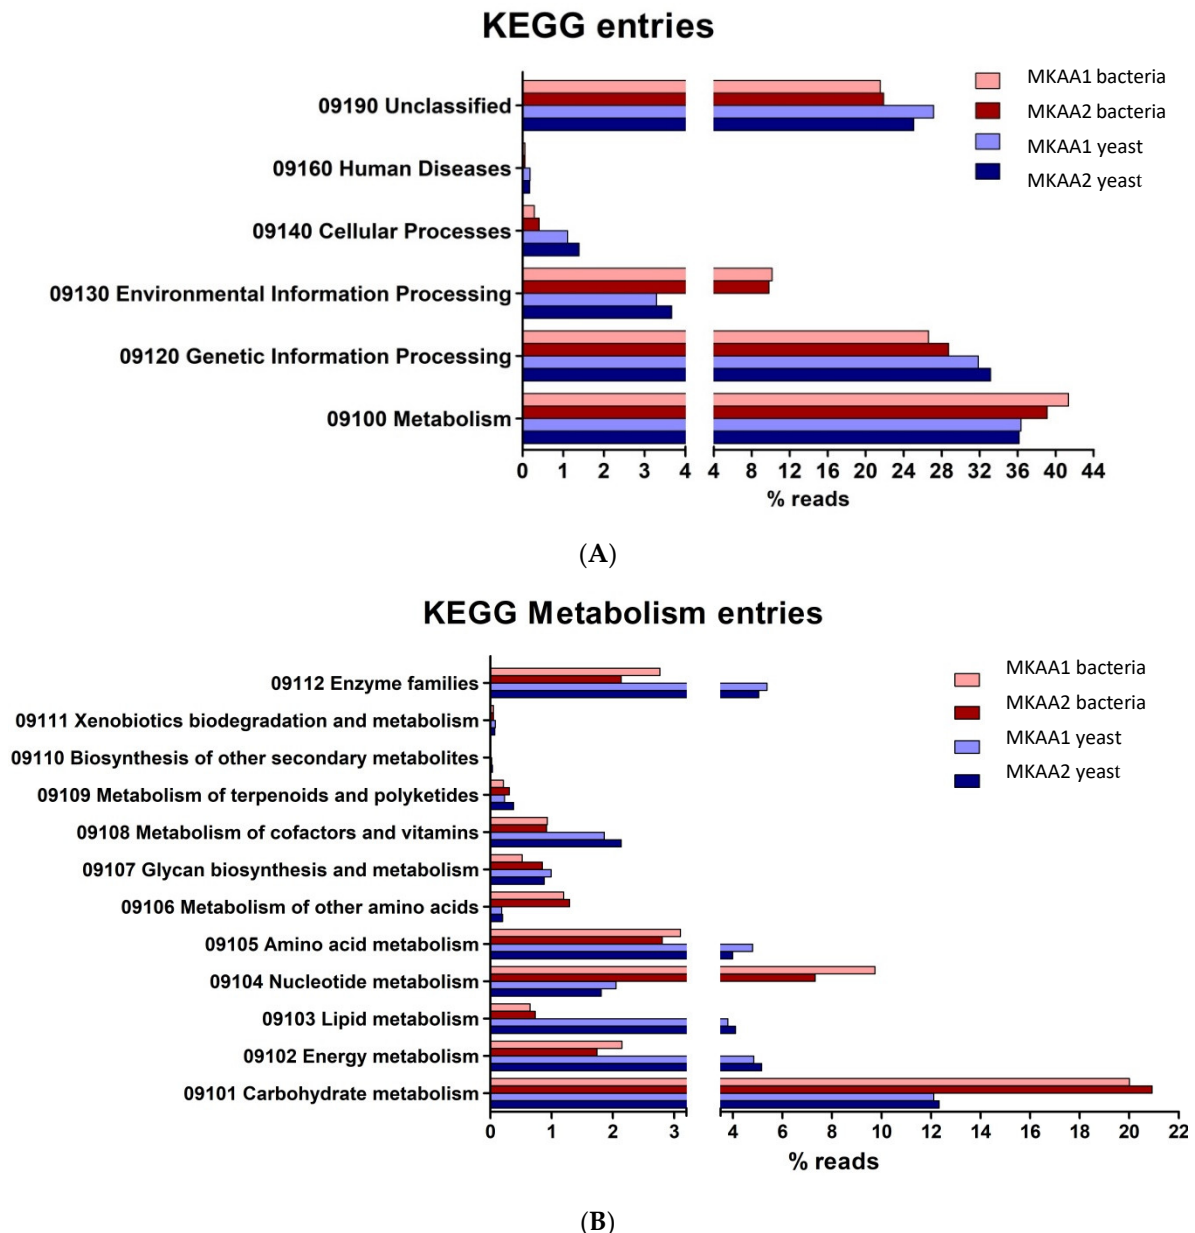 KEGG entries
MKAA1 bacteria
MKAA2 bacteria
MKAA1 yeast
MKAA2 yeast
09190 Unclassified
09160 Human Diseases
09140 Cellular Processes
09130 Environmental Information Processing
09120 Genetic Information Processing
09100 Metabolism
0 1 2 3 4 4 8 12 16 20 24 28 32 36 40 44
% reads
(A)
KEGG Metabolism entries
MKAA1 bacteria
MKAA2 bacteria
MKAA1 yeast
MKAA2 yeast
09112 Enzyme families
09111 Xenobiotics biodegradation and metabolism
09110 Biosynthesis of other secondary metabolites
09109 Metabolism of terpenoids and polyketides
09108 Metabolism of cofactors and vitamins
09107 Glycan biosynthesis and metabolism
09106 Metabolism of other amino acids
09105 Amino acid metabolism
09104 Nucleotide metabolism
09103 Lipid metabolism
09102 Energy metabolism
09101 Carbohydrate metabolism
0 1 2 3 4 6 8 10 12 14 16 18 20 22
% reads
(B)